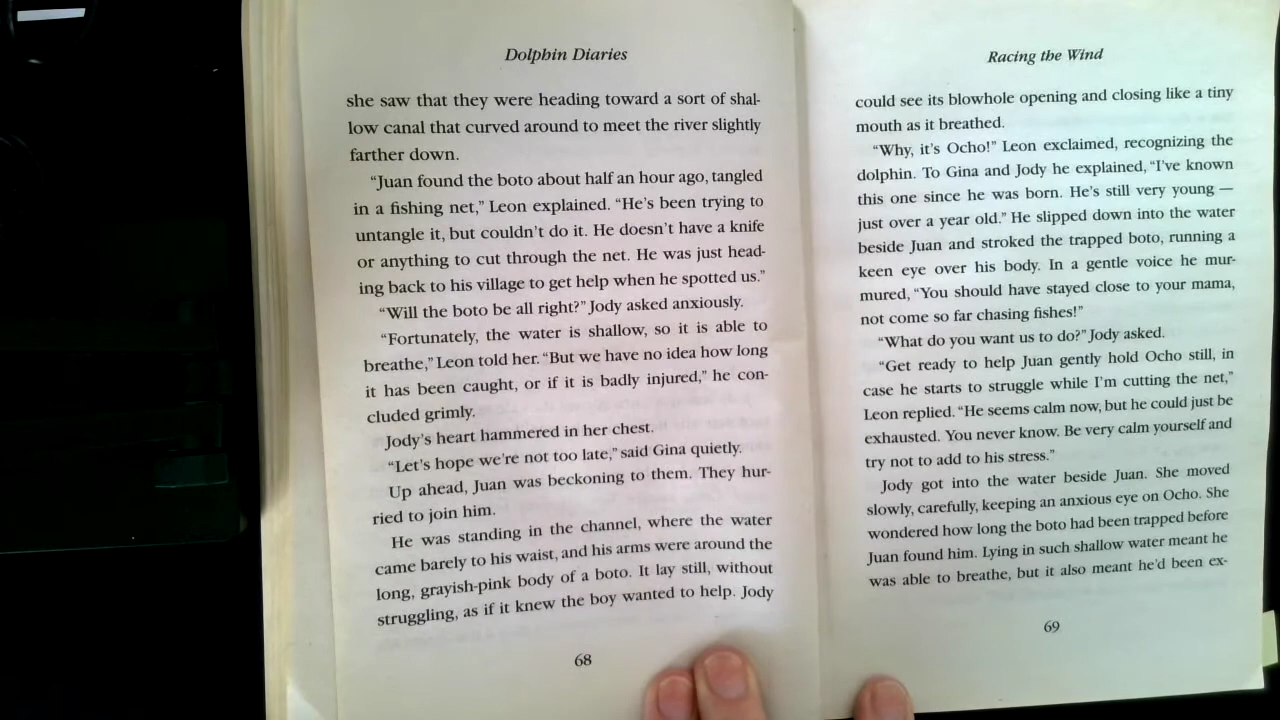 Dolphin Diaries
she saw that they were heading toward a sort of shal-
low canal that curved around to meet the river slightly
farther down.
“Juan found the boto about half an hour ago, tangled
in a fishing net,” Leon explained. “He’s been trying to
untangle it, but couldn’t do it. He doesn’t have a knife
or anything to cut through the net. He was just head-
ing back to his village to get help when he spotted us.”
“Will the boto be all right?” Jody asked anxiously.
“Fortunately, the water is shallow, so it is able to
breathe,” Leon told her. “But we have no idea how long
it has been caught, or if it is badly injured,” he con-
cluded grimly.
Jody’s heart hammered in her chest.
“Let’s hope we’re not too late,” said Gina quietly.
Up ahead, Juan was beckoning to them. They hur-
ried to join him.
He was standing in the channel, where the water
came barely to his waist, and his arms were around the
long, grayish-pink body of a boto. It lay still, without
struggling, as if it knew the boy wanted to help. Jody
68
Racing the Wind
could see its blowhole opening and closing like a tiny
mouth as it breathed.
“Why, it’s Ocho!” Leon exclaimed, recognizing the
dolphin. To Gina and Jody he explained, “I’ve known
this one since he was born. He’s still very young —
just over a year old.” He slipped down into the water
beside Juan and stroked the trapped boto, running a
keen eye over his body. In a gentle voice he mur-
mured, “You should have stayed close to your mama,
not come so far chasing fishes!”
“What do you want us to do?” Jody asked.
“Get ready to help Juan gently hold Ocho still, in
case he starts to struggle while I’m cutting the net,”
Leon replied. “He seems calm now, but he could just be
exhausted. You never know. Be very calm yourself and
try not to add to his stress.”
Jody got into the water beside Juan. She moved
slowly, carefully, keeping an anxious eye on Ocho. She
wondered how long the boto had been trapped before
Juan found him. Lying in such shallow water meant he
was able to breathe, but it also meant he’d been ex-
69